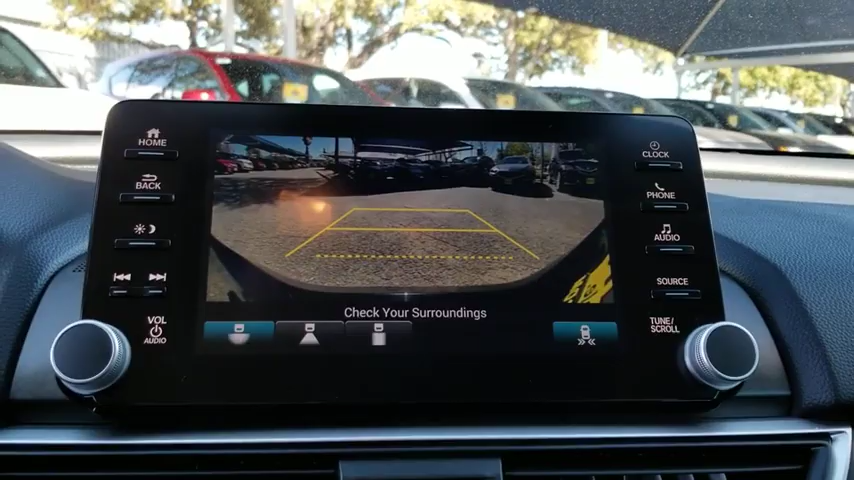 HOME
BACK
VOL
AUDIO
Check Your Surroundings
CLOCK
PHONE
AUDIO
SOURCE
TUNE/
SCROLL